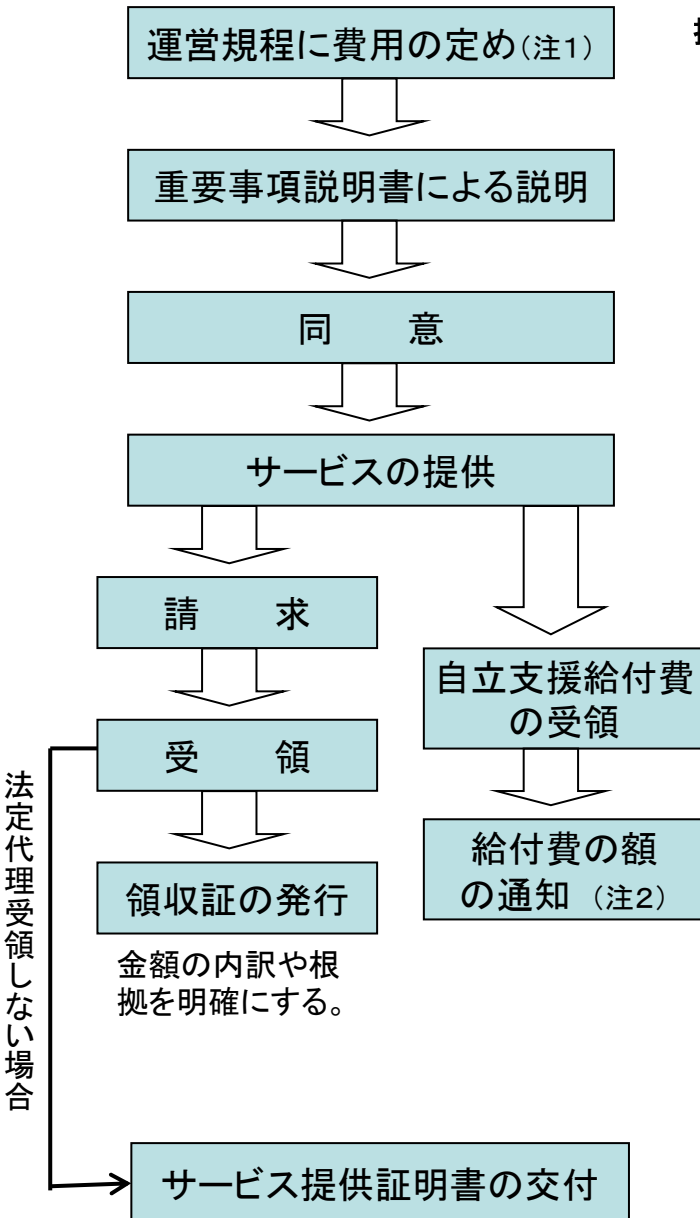 運営規程に費用の定め（注1）
重要事項説明書による説明
同　　意
サービスの提供
請　　求
自立支援給付費
の受領
受　　領
法定代理受領しない場合
領収証の発行
給付費の額
の通知（注2）
金額の内訳や根
拠を明確にする。
サービス提供証明書の交付